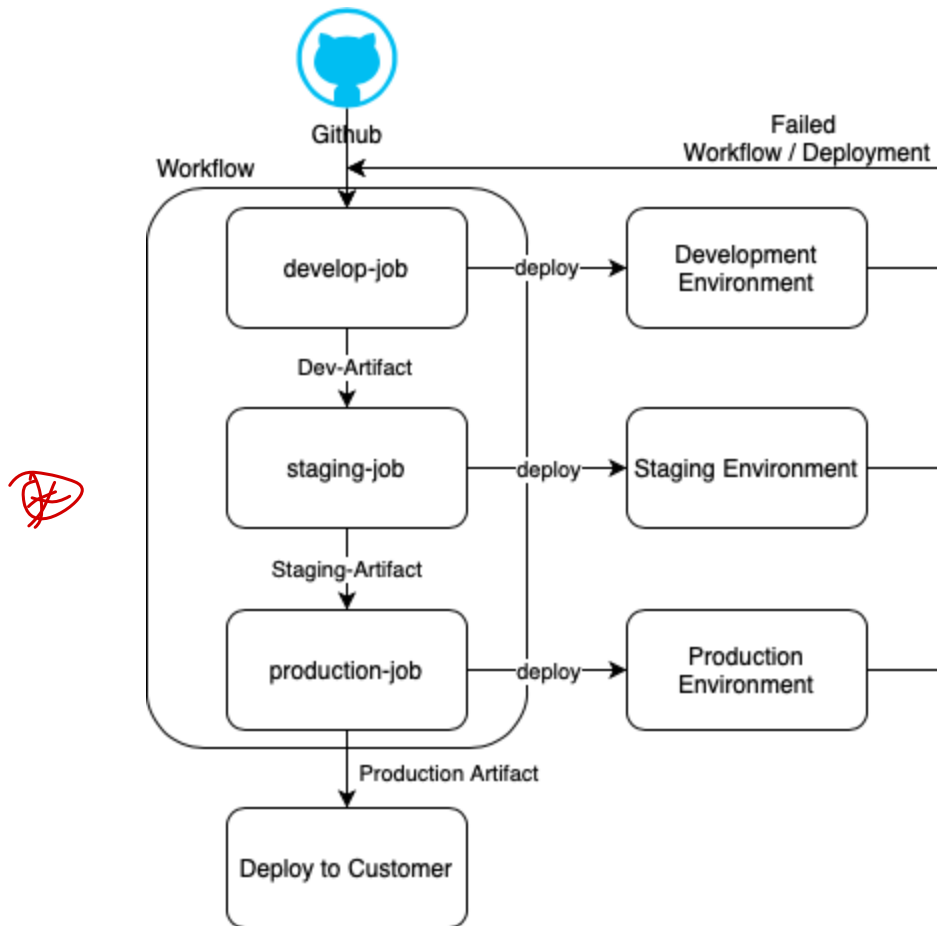 Github
Failed
Workflow / Deployment
Workflow
develop-job
deploy
Development
Environment
Dev-Artifact
staging-job
deploy
Staging Environment
Staging-Artifact
production-job
deploy
Production
Environment
Production Artifact
Deploy to Customer